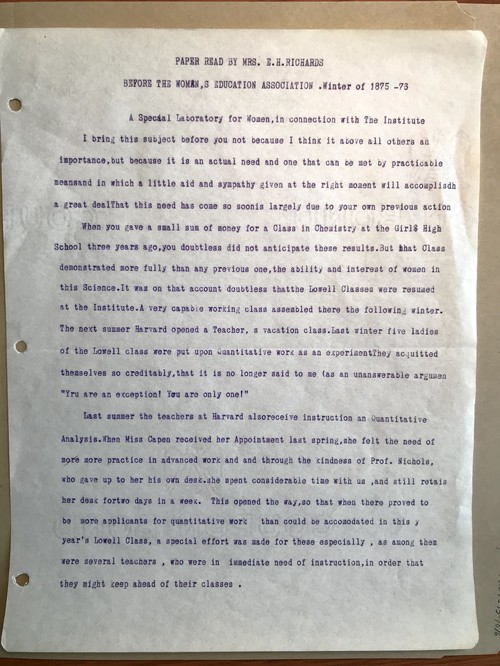 PAPER READ BY MRS. E.H.RICHARDS
BEFORE THE WOMEN,S EDUCATION ASSOCIATION .Winter of 1875 -73
A Special Laboratory for Women,in connection with The Institute
I bring this subject before you not because I think it above all others an
importance,but because it is an actual need and one that can be met by practicable
meansand in which a little aid and sympathy given at the right moment will accomplisdh
a great dealThat this need has come so soonis largely due to your own previous action
When you gave a small sum of money for a Class in Chemistry at the Girl$ High
School three years ago,you doubtless did not anticipate these results.But that Class
demonstrated more fully than any previous one,the ability and interest of women in
this Science.It was on that account doubtless thatthe Lowell Classes were resumed
at the Institute.A very capable working class assembled there the following winter.
The next summer Harvard opened a Teacher, s vacation class.Last winter five ladies
of the Lowell class were put upon Quantitative work as an experimentThey acquitted
themselves so creditably,that it is no longer said to me (as an unanswerable argumen
"Yru are an exception! You are only one!"
Last summer the teachers at Harvard alsoreceive instruction an Quantitative
Analysis.When Miss Capen received her Appointment last spring,she felt the need of
more more practice in advanced work and and through the kindness of Prof. Nichols,
who gave up to her his own desk.she spent considerable time with us ,and still retais
her desk fortwo days in a week. This opened the way,so that when there proved to
be more applicants for quantitative work than could be accomodated in this y
year's Lowell Class, a special effort was made for these especially , as among them
were several teachers , who were in immediate need of instruction,in order that
they might keep ahead of their classes .